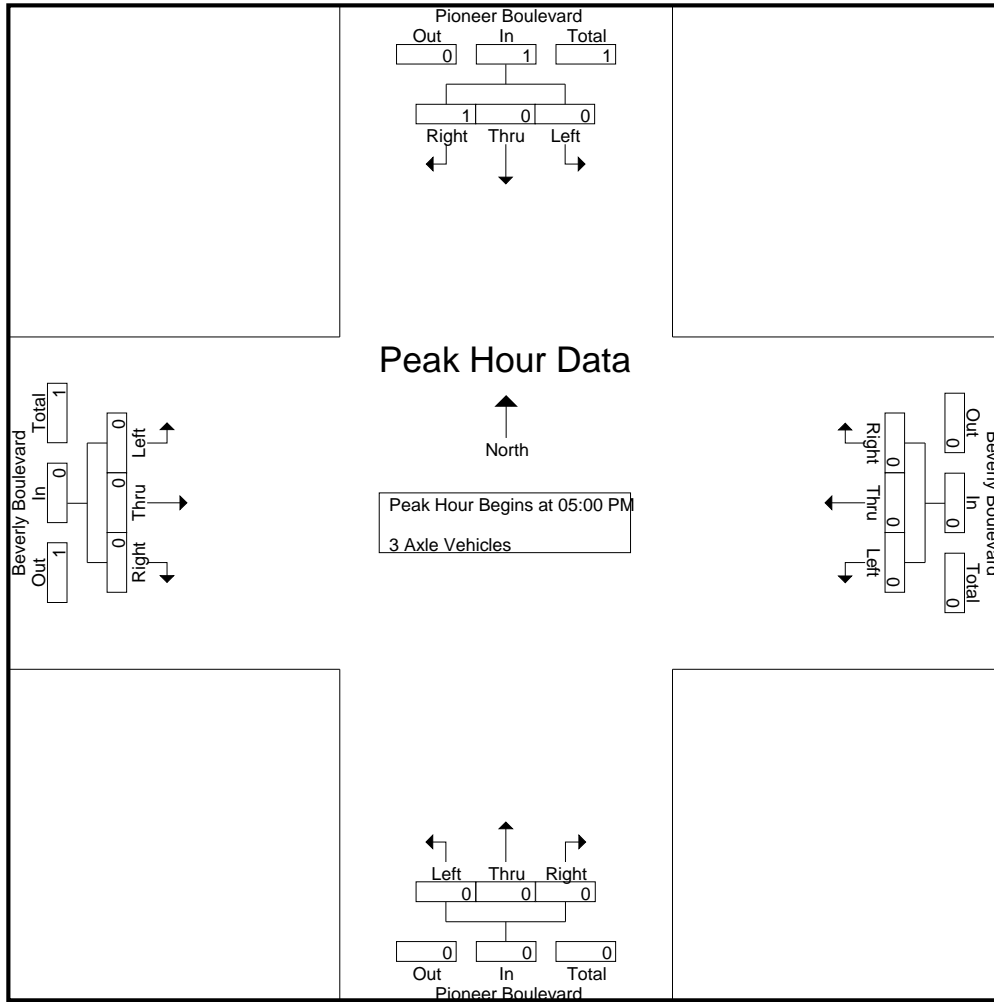 Pioneer Boulevard
Out In Total
0 1 1
1 0 0
Right Thru Left
Peak Hour Data
North
Peak Hour Begins at 05:00 PM
3 Axle Vehicles
Beverly Boulevard
Total In Out
1 0 1
0 0 0
Left Thru Right
Right Thru Left
0 0 0
Out In Total
0 0 0
Beverly Boulevard
Left Thru Right
0 0 0
0 0 0
Out In Total
Pioneer Boulevard